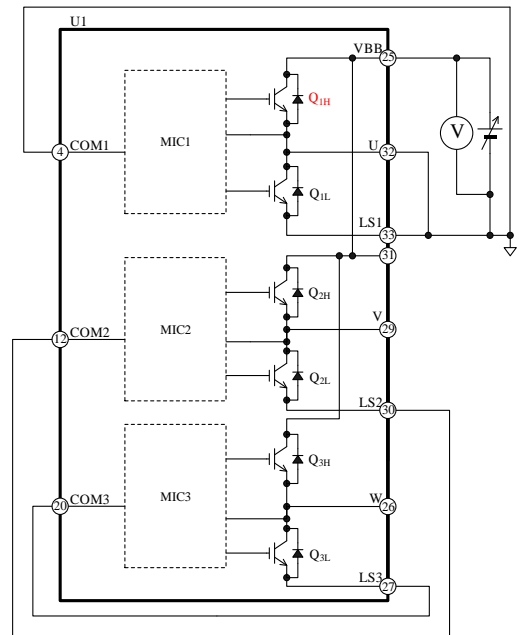 U1
VBB 25
Q1H
MIC1
4 COM1
U 32
V
Q1L
LS1
33
31
Q2H
MIC2
12 COM2
V 29
Q2L
LS2
30
Q3H
MIC3
20 COM3
W 26
Q3L
LS3
27